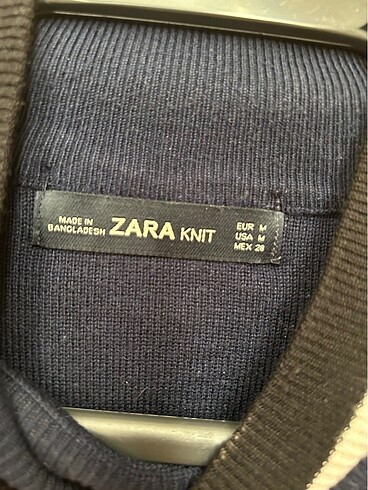 MADE IN
BANGLADESH
ZARA KNIT
EUR M
USA M
MEX 28